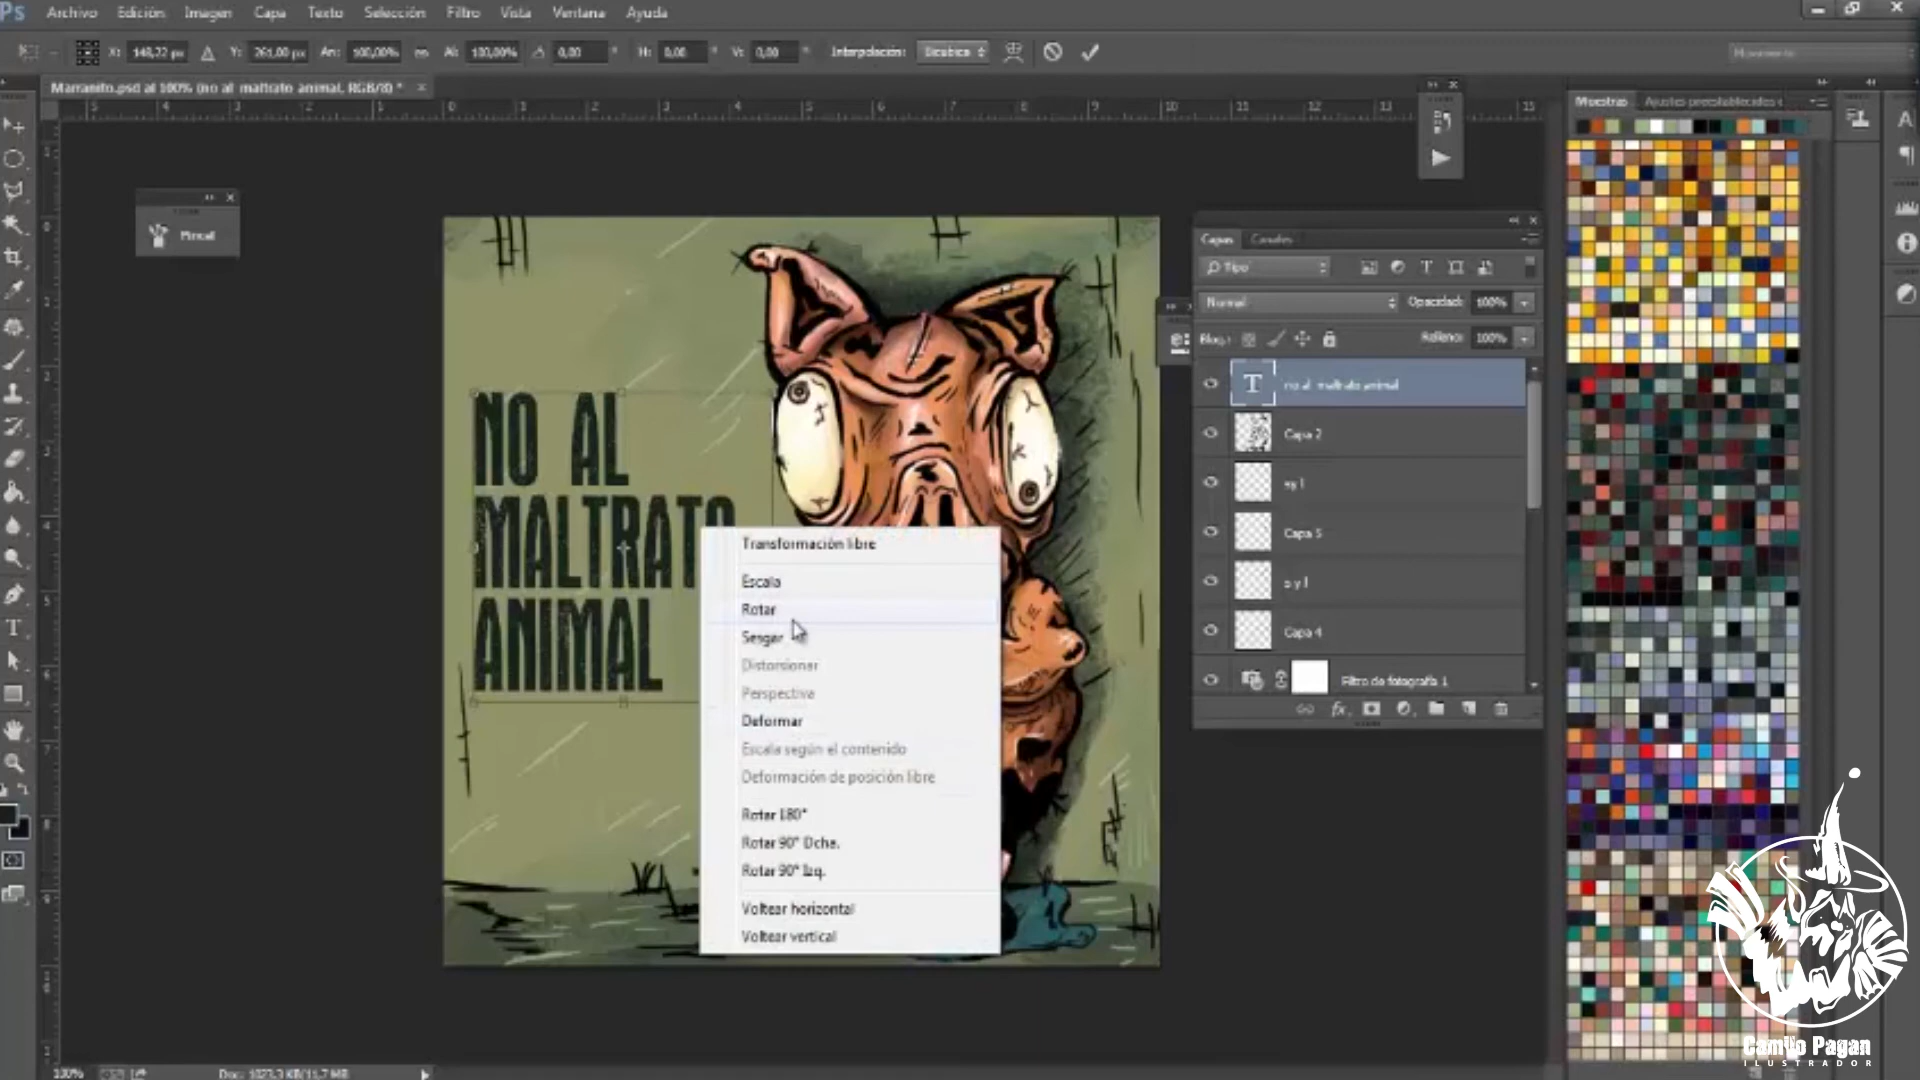 Ps Archivo Edición Imagen Capa Texto Selección Filtro Vista Ventana Ayuda
X: 148,22 px Y: 261,00 px An: 100,00% Al: 100,00% 0,00 ° H: 0,00 ° V: 0,00 ° Interpolación: Bicúbica
Marranito.psd al 100% (no al maltrato animal, RGB/8) *
Muestras Ajustes preestablecidos
Pincel
Capas Canales
Tipo
Normal Opacidad: 100%
Bloq.: Relleno: 100%
no al maltrato animal
Capa 2
sy l
Capa 5
s y l
Capa 4
Filtro de fotografía 1
NO AL
MALTRATO
ANIMAL
Transformación libre
Escala
Rotar
Sesgar
Distorsionar
Perspectiva
Deformar
Escala según el contenido
Deformación de posición libre
Rotar 180°
Rotar 90° Dcha.
Rotar 90° Izq.
Voltear horizontal
Voltear vertical
100% Doc: 1023,3 KB/11,7 MB
Camilo Pagan
ILUSTRADOR